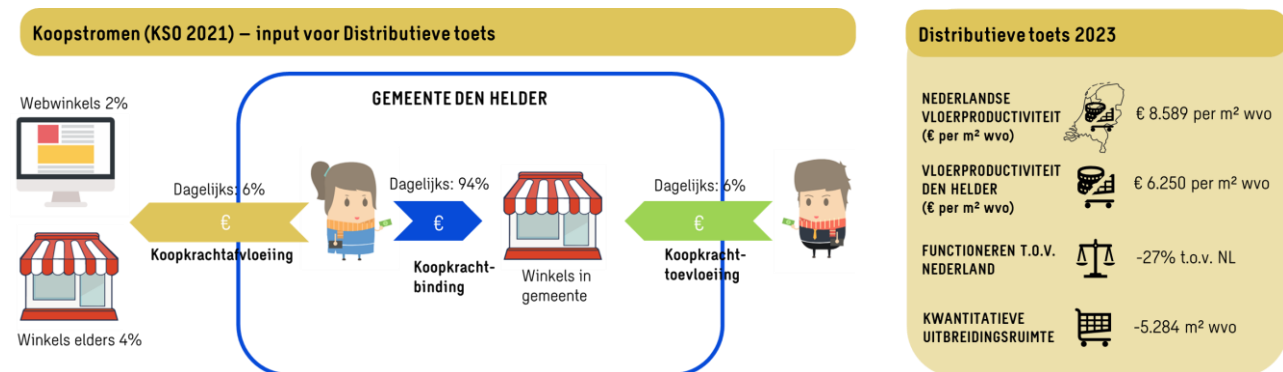 Koopstromen (KSO 2021) – input voor Distributieve toets
Webwinkels 2%
GEMEENTE DEN HELDER
Dagelijks: 6%
Dagelijks: 94%
Dagelijks: 6%
€
€
€
Koopkrachtafvloeiing
Koopkracht-
binding
Winkels in
gemeente
Koopkracht-
toevloeiing
Winkels elders 4%
Distributieve toets 2023
NEDERLANDSE
VLOERPRODUCTIVITEIT
(€ per m² wvo)
€ 8.589 per m² wvo
VLOERPRODUCTIVITEIT
DEN HELDER
(€ per m² wvo)
€ 6.250 per m² wvo
FUNCTIONEREN T.O.V.
NEDERLAND
-27% t.o.v. NL
KWANTITATIEVE
UITBREIDINGSRUIMTE
-5.284 m² wvo